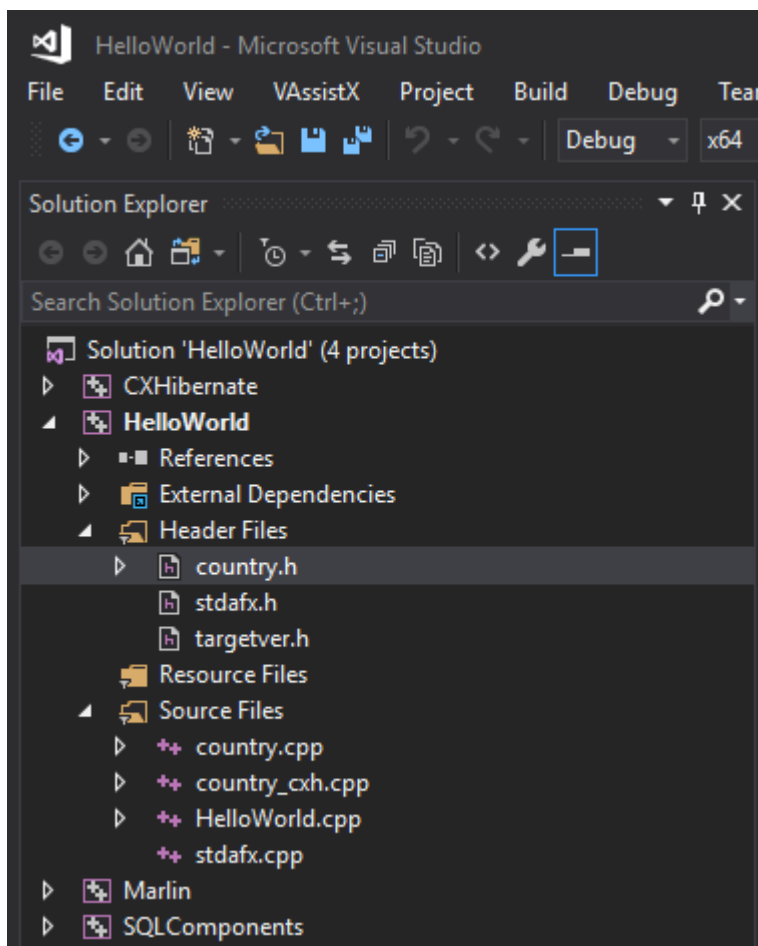 HelloWorld - Microsoft Visual Studio
File Edit View VAssistX Project Build Debug Tea
Debug x64
Solution Explorer
Search Solution Explorer (Ctrl+;)
Solution 'HelloWorld' (4 projects)
CXHibernate
HelloWorld
References
External Dependencies
Header Files
country.h
stdafx.h
targetver.h
Resource Files
Source Files
country.cpp
country_cxh.cpp
HelloWorld.cpp
stdafx.cpp
Marlin
SQLComponents